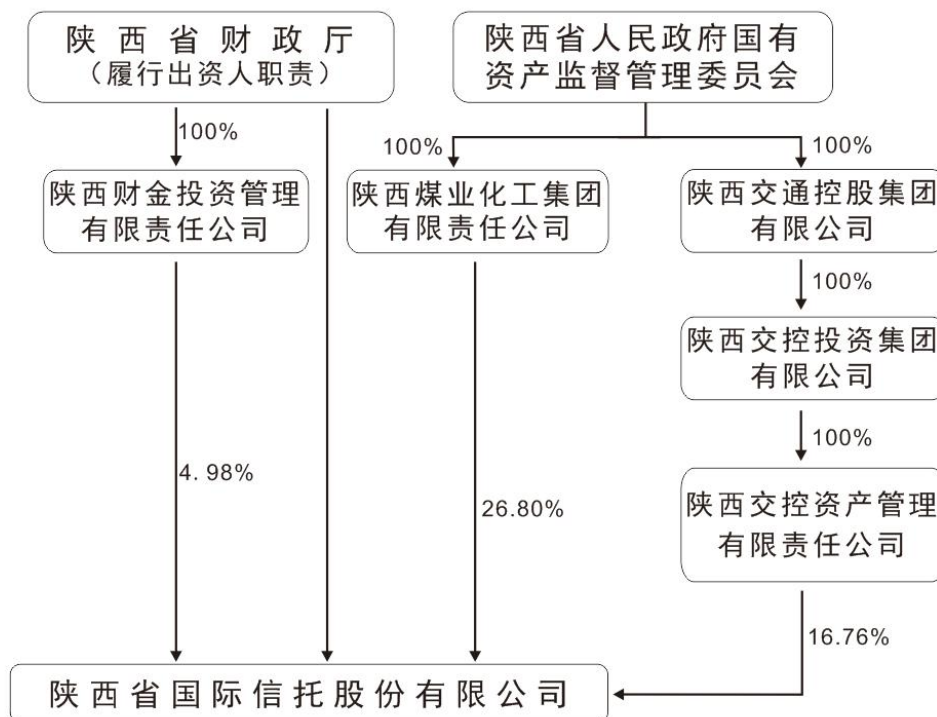 陕西省财政厅
（履行出资人职责）
陕西省人民政府国有
资产监督管理委员会
100%
100%
100%
陕西财金投资管理
有限责任公司
陕西煤业化工集团
有限责任公司
陕西交通控股集团
有限公司
100%
陕西交控投资集团
有限公司
100%
4.98%
26.80%
陕西交控资产管理
有限责任公司
16.76%
陕西省国际信托股份有限公司